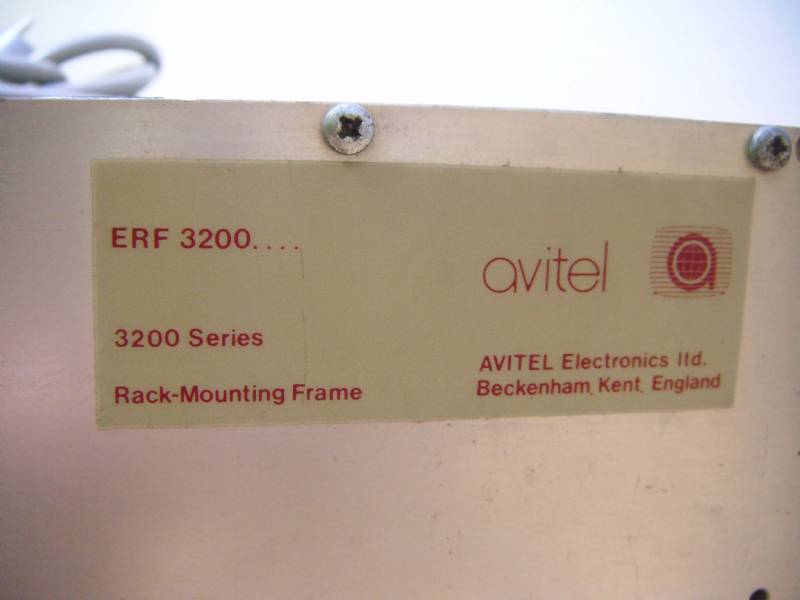 ERF 3200....
3200 Series
Rack-Mounting Frame
avitel
a
AVITEL Electronics ltd.
Beckenham, Kent, England